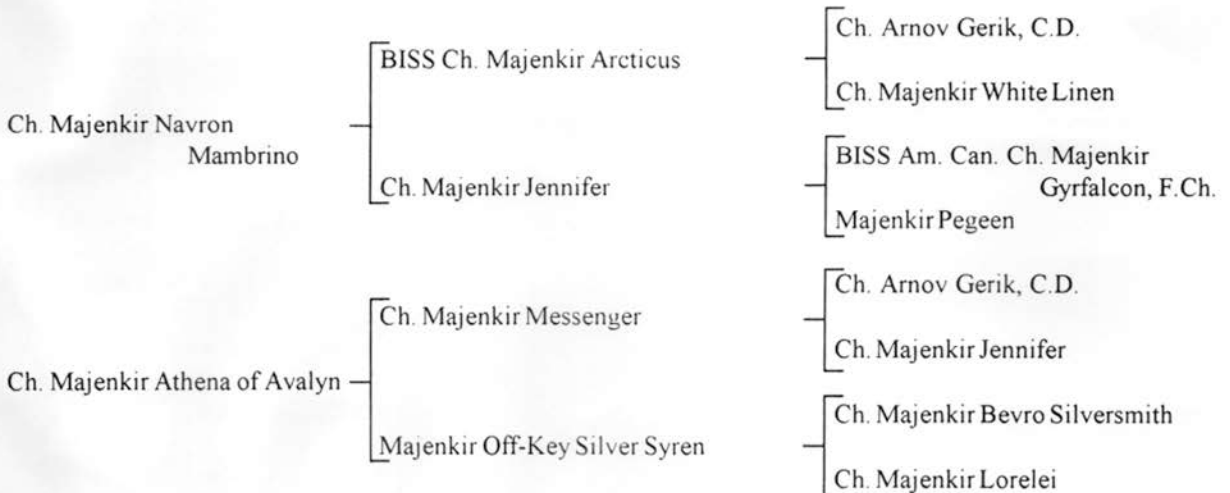 Ch. Arnov Gerik, C.D.
BISS Ch. Majenkir Arcticus
Ch. Majenkir White Linen
Ch. Majenkir Navron
Mambrino
BISS Am. Can. Ch. Majenkir
Gyrfalcon, F.Ch.
Ch. Majenkir Jennifer
Majenkir Pegeen
Ch. Arnov Gerik, C.D.
Ch. Majenkir Messenger
Ch. Majenkir Jennifer
Ch. Majenkir Athena of Avalyn
Ch. Majenkir Bevro Silversmith
Majenkir Off-Key Silver Syren
Ch. Majenkir Lorelei